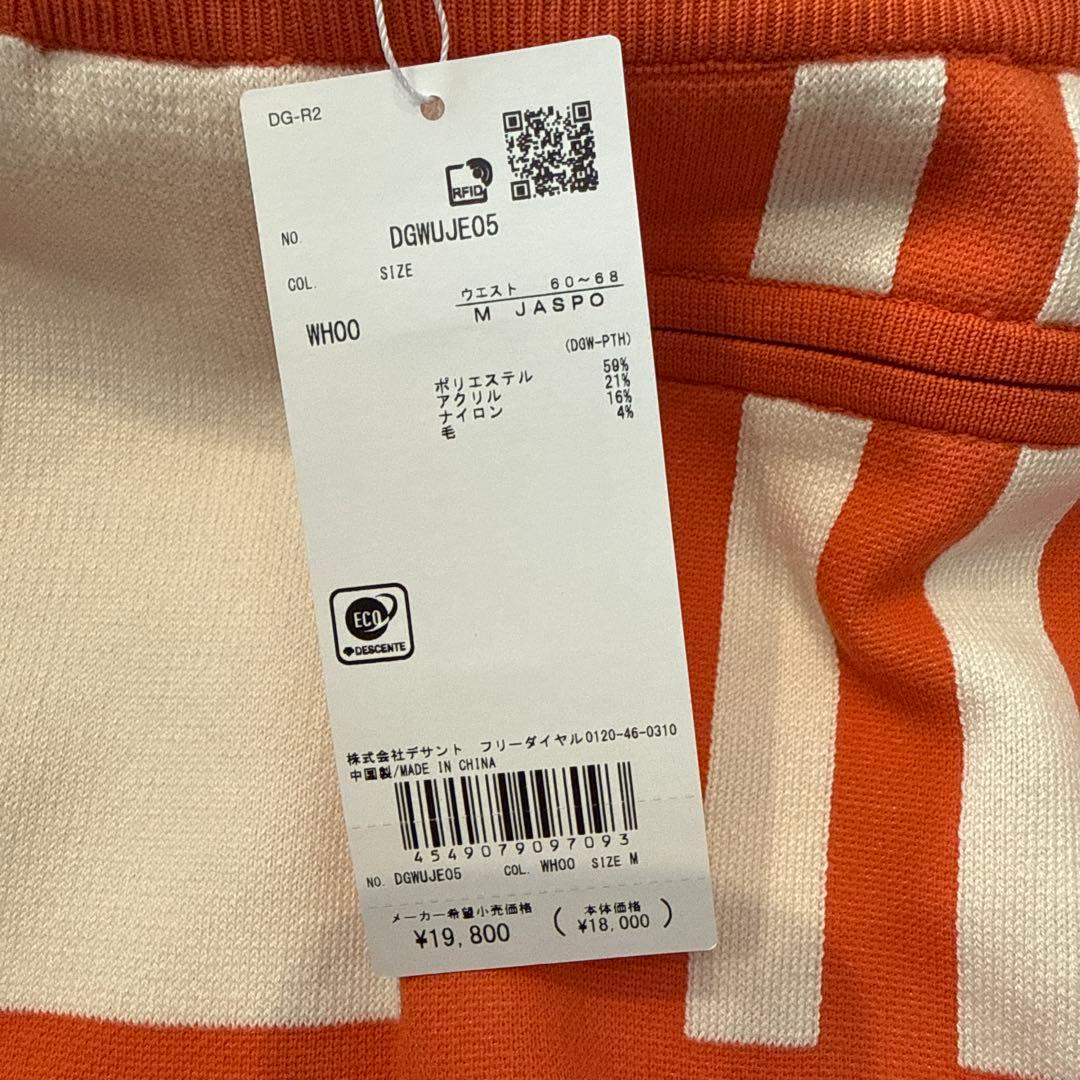 DG-R2
RFID
NO. DGWUJE05
COL. SIZE
ウエスト 60～68
WH00 M JASPO
(DGW-PTH)
ポリエステル 59%
アクリル 21%
ナイロン 16%
毛 4%
ECO
DESCENTE
株式会社デサント フリーダイヤル0120-46-0310
中国製/MADE IN CHINA
4549079097093
NO. DGWUJE05 COL. WH00 SIZE M
メーカー希望小売価格 ( 本体価格
¥19,800 ¥18,000 )